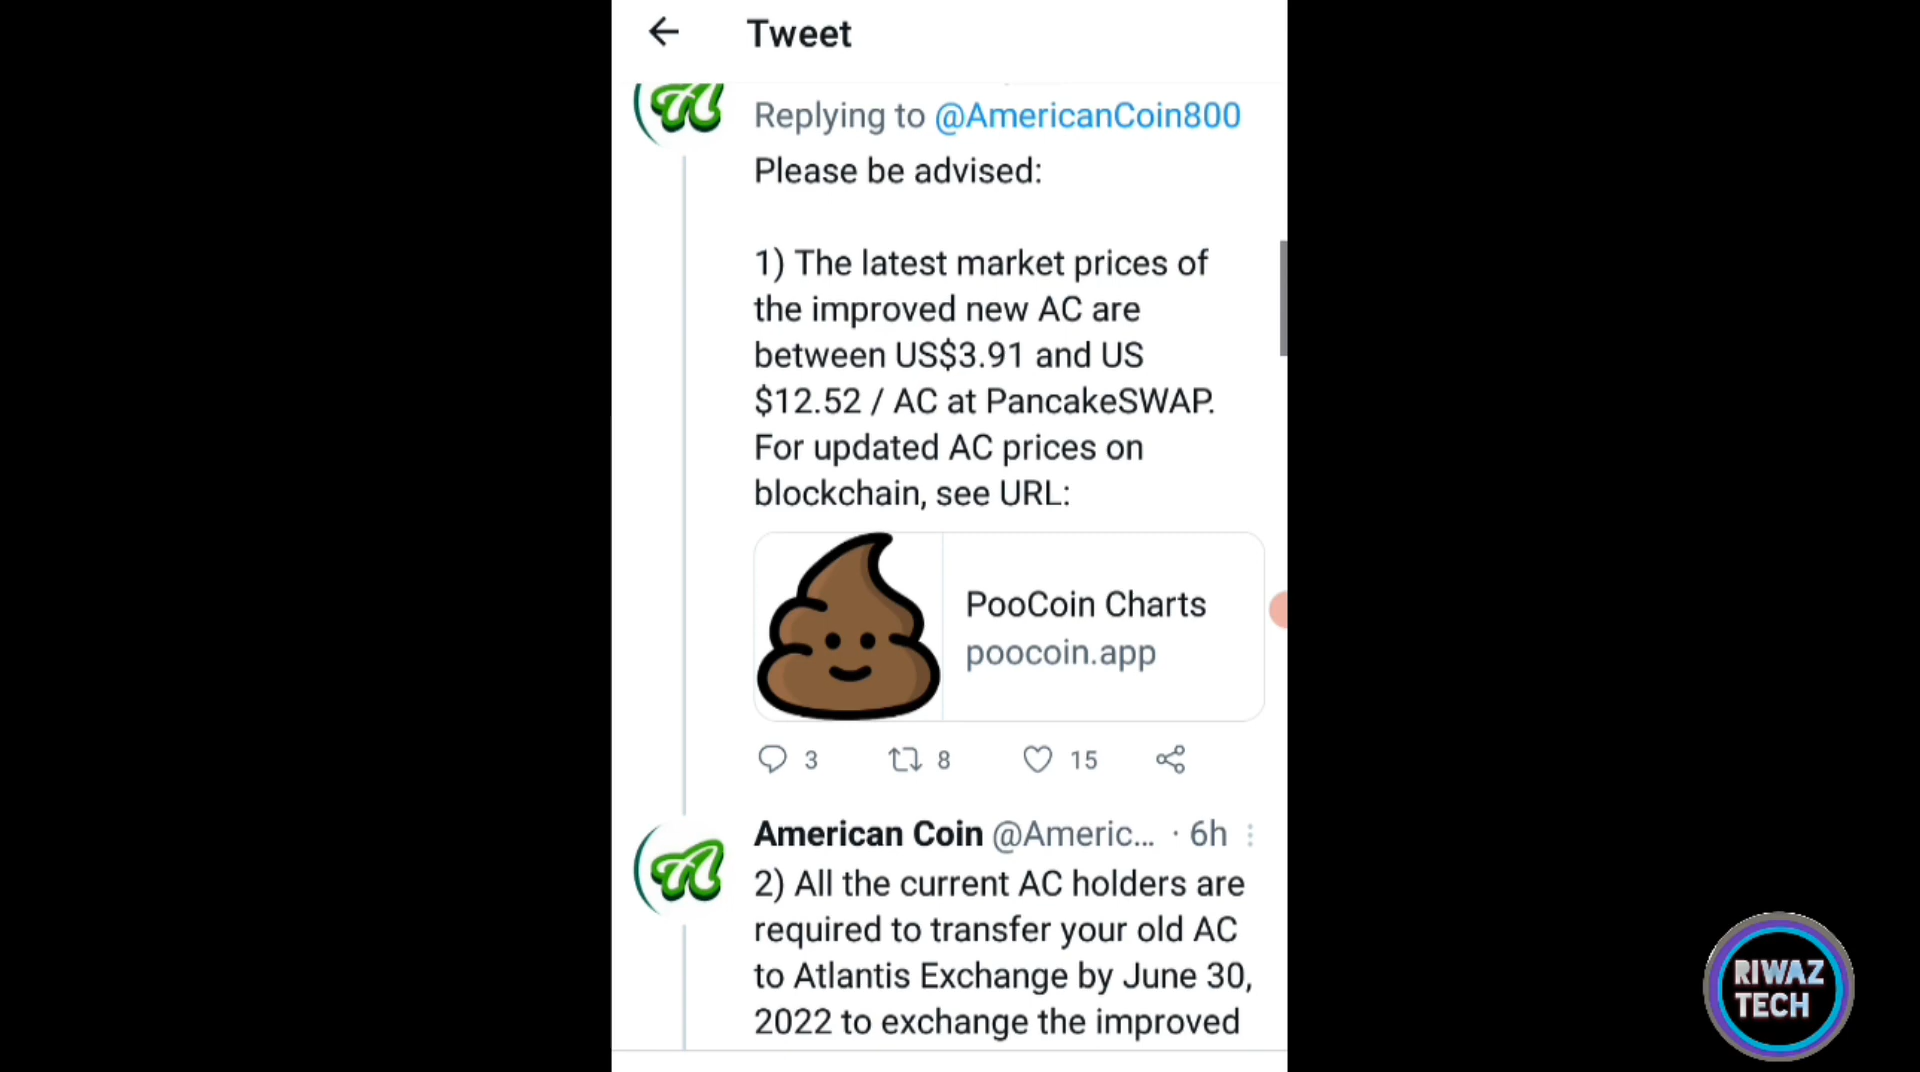 Tweet
Replying to @AmericanCoin800
Please be advised:
1) The latest market prices of
the improved new AC are
between US$3.91 and US
$12.52 / AC at PancakeSWAP.
For updated AC prices on
blockchain, see URL:
PooCoin Charts
poocoin.app
3 8 15
American Coin @Americ... · 6h
2) All the current AC holders are
required to transfer your old AC
to Atlantis Exchange by June 30,
2022 to exchange the improved
RIWAZ
TECH